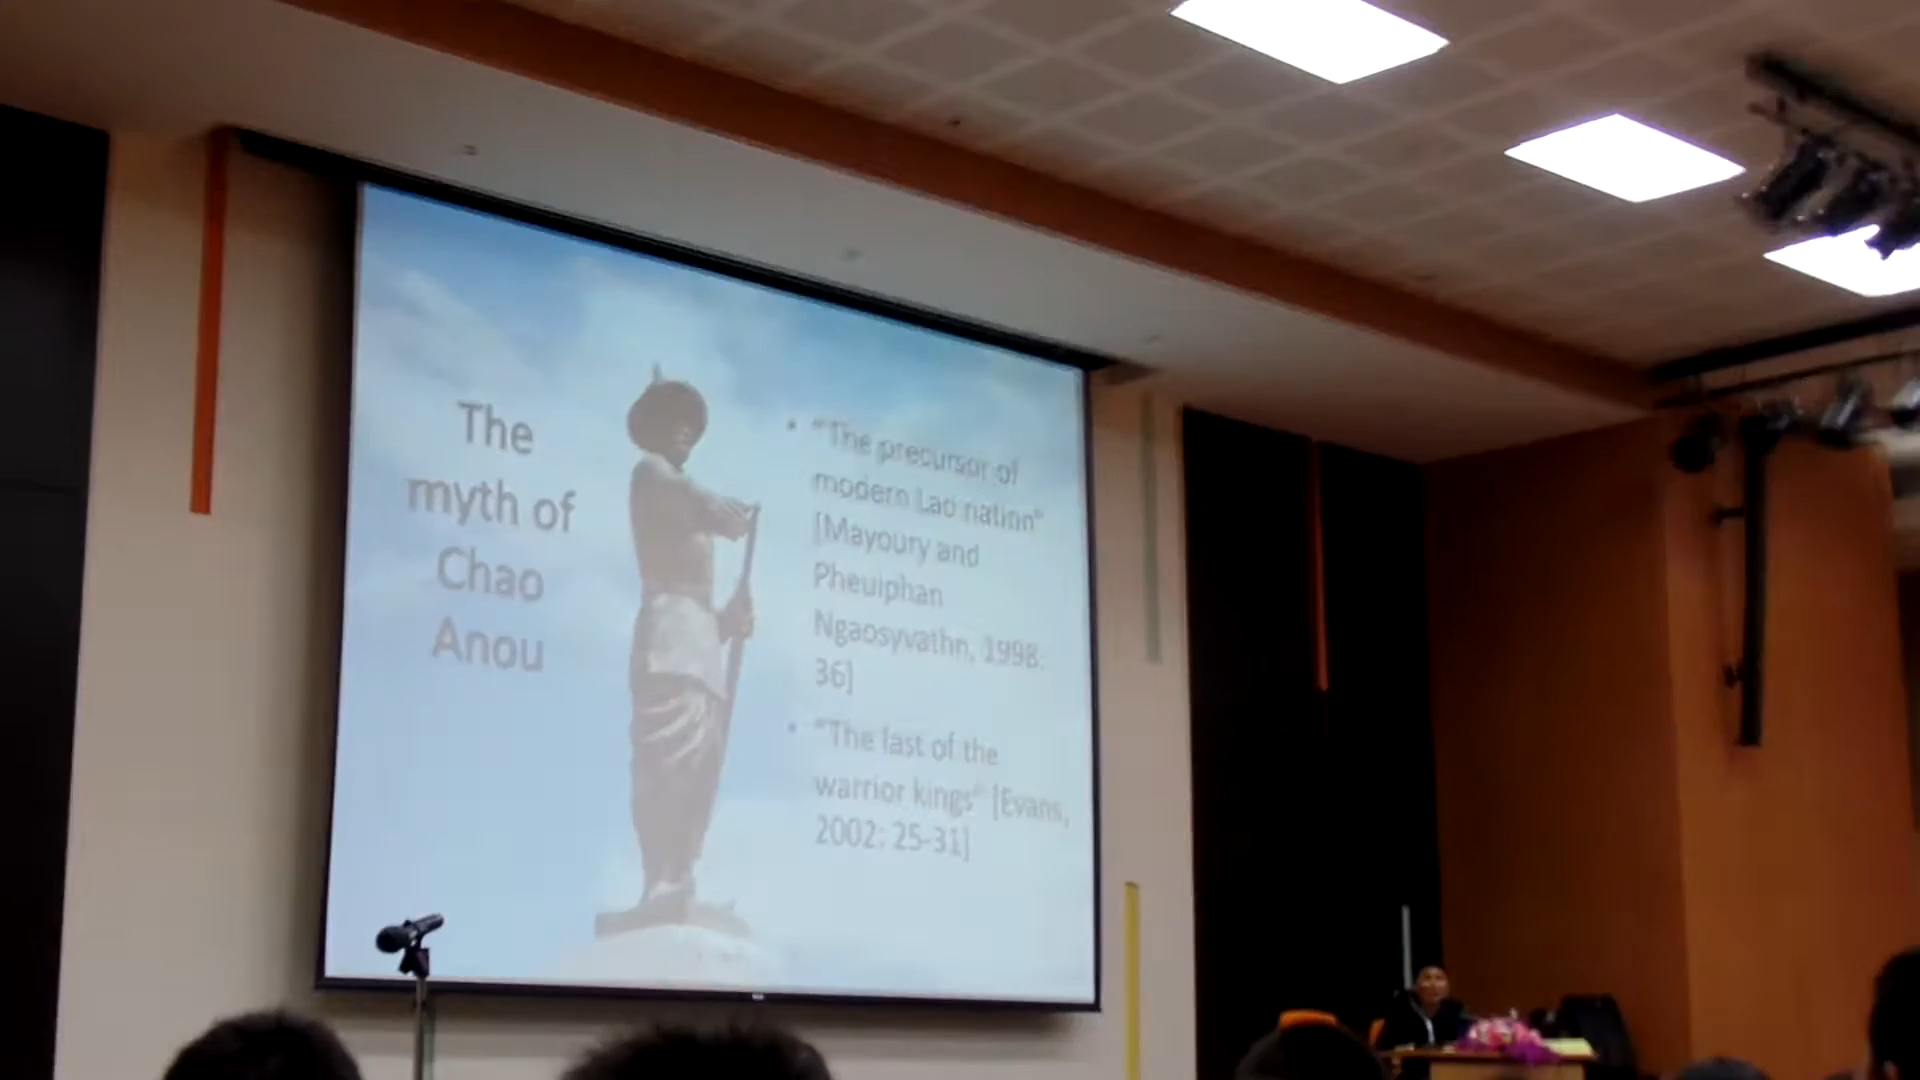 The
myth of
Chao
Anou
• "The precursor of
modern Lao nation"
[Mayoury and
Pheuiphan
Ngaosyvathn, 1998:
36]
• "The last of the
warrior kings" [Evans,
2002: 25-31]